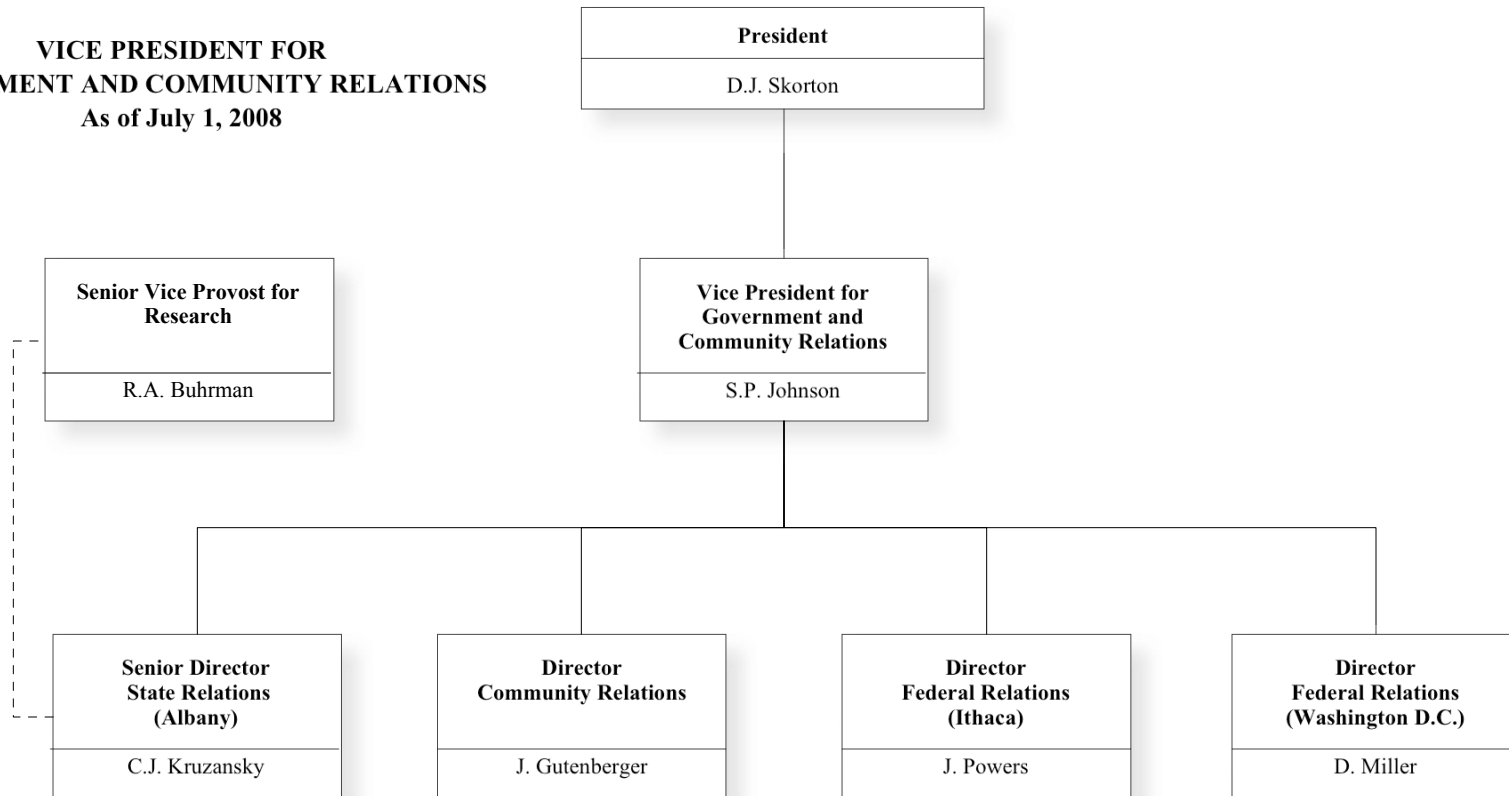 VICE PRESIDENT FOR
MENT AND COMMUNITY RELATIONS
As of July 1, 2008
President
D.J. Skorton
Senior Vice Provost for
Research
R.A. Buhrman
Vice President for
Government and
Community Relations
S.P. Johnson
Senior Director
State Relations
(Albany)
C.J. Kruzansky
Director
Community Relations
J. Gutenberger
Director
Federal Relations
(Ithaca)
J. Powers
Director
Federal Relations
(Washington D.C.)
D. Miller